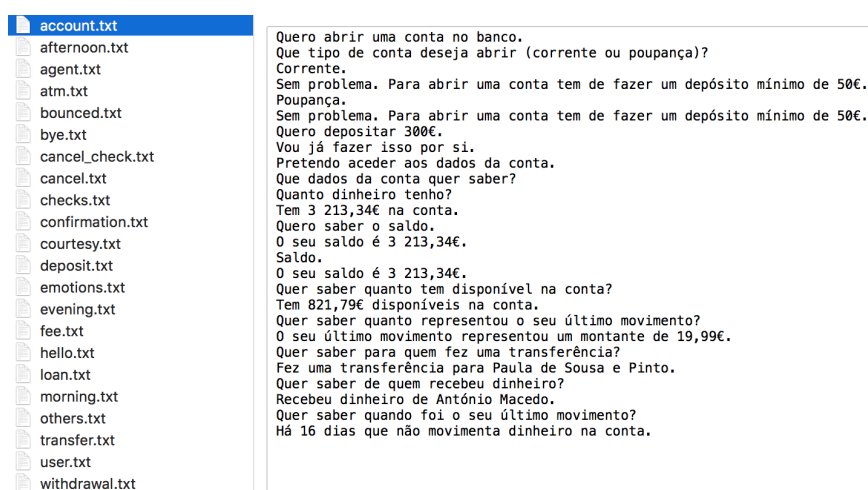 account.txt
afternoon.txt
agent.txt
atm.txt
bounced.txt
bye.txt
cancel_check.txt
cancel.txt
checks.txt
confirmation.txt
courtesy.txt
deposit.txt
emotions.txt
evening.txt
fee.txt
hello.txt
loan.txt
morning.txt
others.txt
transfer.txt
user.txt
withdrawal.txt
Quero abrir uma conta no banco.
Que tipo de conta deseja abrir (corrente ou poupança)?
Corrente.
Sem problema. Para abrir uma conta tem de fazer um depósito mínimo de 50€.
Poupança.
Sem problema. Para abrir uma conta tem de fazer um depósito mínimo de 50€.
Quero depositar 300€.
Vou já fazer isso por si.
Pretendo aceder aos dados da conta.
Que dados da conta quer saber?
Quanto dinheiro tenho?
Tem 3 213,34€ na conta.
Quero saber o saldo.
O seu saldo é 3 213,34€.
Saldo.
O seu saldo é 3 213,34€.
Quer saber quanto tem disponível na conta?
Tem 821,79€ disponíveis na conta.
Quer saber quanto representou o seu último movimento?
O seu último movimento representou um montante de 19,99€.
Quer saber para quem fez uma transferência?
Fez uma transferência para Paula de Sousa e Pinto.
Quer saber de quem recebeu dinheiro?
Recebeu dinheiro de António Macedo.
Quer saber quando foi o seu último movimento?
Há 16 dias que não movimenta dinheiro na conta.